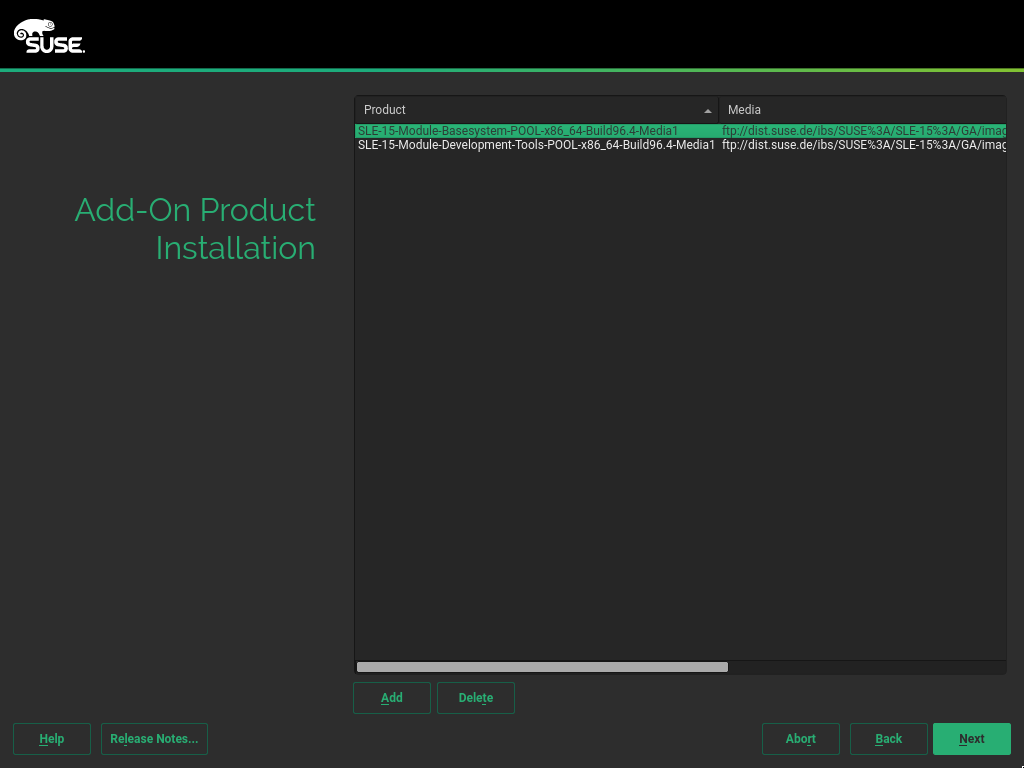 SUSE.
Add-On Product
Installation
Product Media
SLE-15-Module-Basesystem-POOL-x86_64-Build96.4-Media1 ftp://dist.suse.de/ibs/SUSE%3A/SLE-15%3A/GA/imag
SLE-15-Module-Development-Tools-POOL-x86_64-Build96.4-Media1 ftp://dist.suse.de/ibs/SUSE%3A/SLE-15%3A/GA/imag
Add Delete
Help Release Notes... Abort Back Next